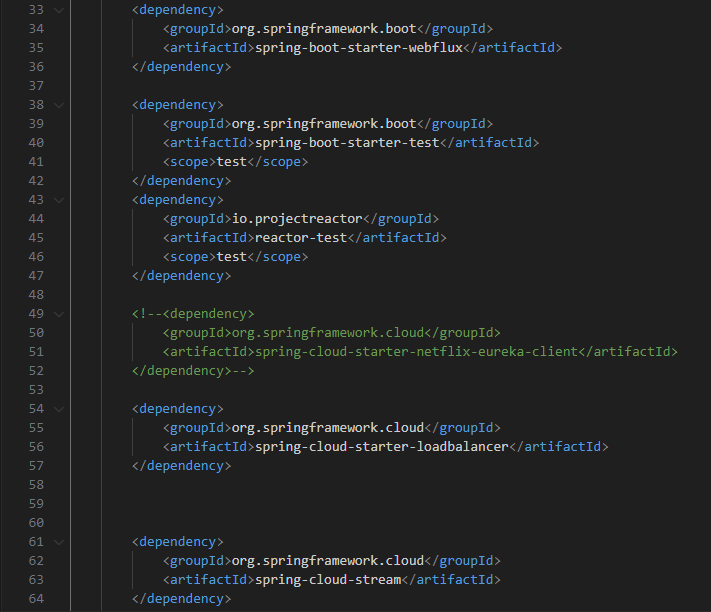 33 <dependency>
34 <groupId>org.springframework.boot</groupId>
35 <artifactId>spring-boot-starter-webflux</artifactId>
36 </dependency>
37
38 <dependency>
39 <groupId>org.springframework.boot</groupId>
40 <artifactId>spring-boot-starter-test</artifactId>
41 <scope>test</scope>
42 </dependency>
43 <dependency>
44 <groupId>io.projectreactor</groupId>
45 <artifactId>reactor-test</artifactId>
46 <scope>test</scope>
47 </dependency>
48
49 <!--<dependency>
50 <groupId>org.springframework.cloud</groupId>
51 <artifactId>spring-cloud-starter-netflix-eureka-client</artifactId>
52 </dependency>-->
53
54 <dependency>
55 <groupId>org.springframework.cloud</groupId>
56 <artifactId>spring-cloud-starter-loadbalancer</artifactId>
57 </dependency>
58
59
60
61 <dependency>
62 <groupId>org.springframework.cloud</groupId>
63 <artifactId>spring-cloud-stream</artifactId>
64 </dependency>